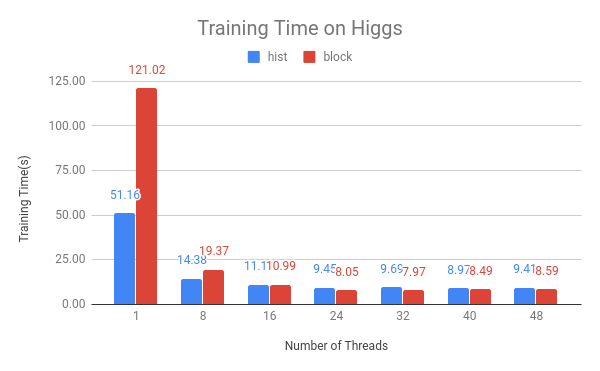 Training Time on Higgs
hist block
121.02
125.00
100.00
75.00
51.16
50.00
14.38 19.37 11.11 10.99 9.45 8.05 9.69 7.97 8.97 8.49 9.41 8.59
25.00
0.00
1 8 16 24 32 40 48
Training Time(s)
Number of Threads